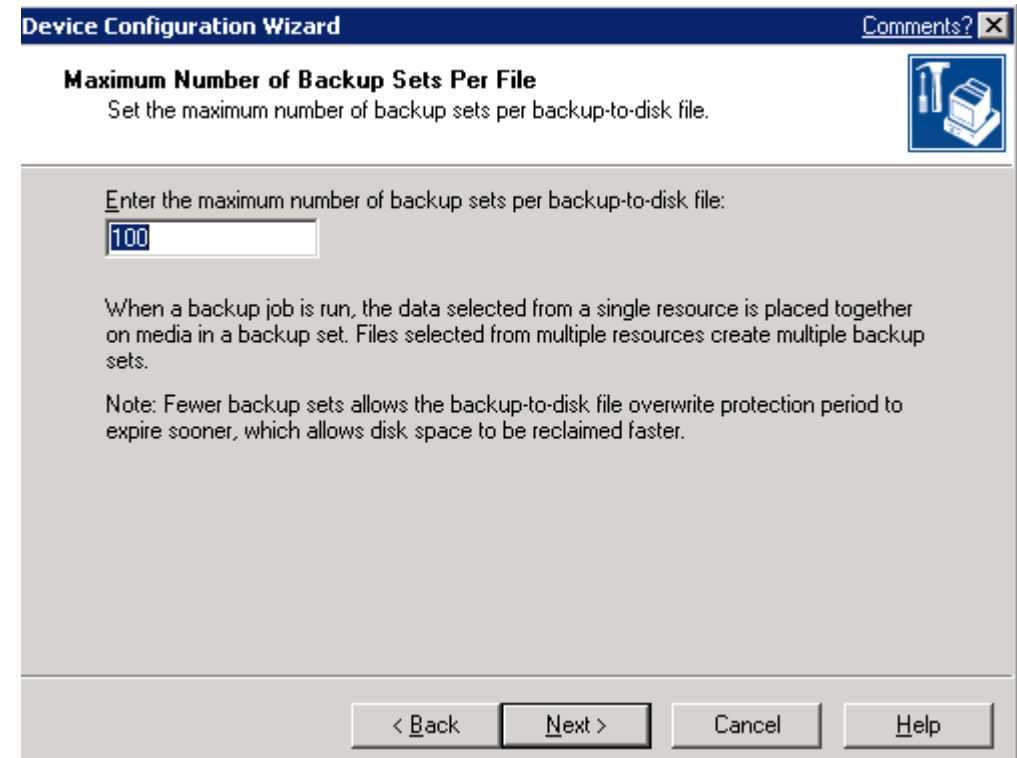 Device Configuration Wizard Comments?
Maximum Number of Backup Sets Per File
Set the maximum number of backup sets per backup-to-disk file.
Enter the maximum number of backup sets per backup-to-disk file:
100
When a backup job is run, the data selected from a single resource is placed together
on media in a backup set. Files selected from multiple resources create multiple backup
sets.
Note: Fewer backup sets allows the backup-to-disk file overwrite protection period to
expire sooner, which allows disk space to be reclaimed faster.
< Back Next > Cancel Help